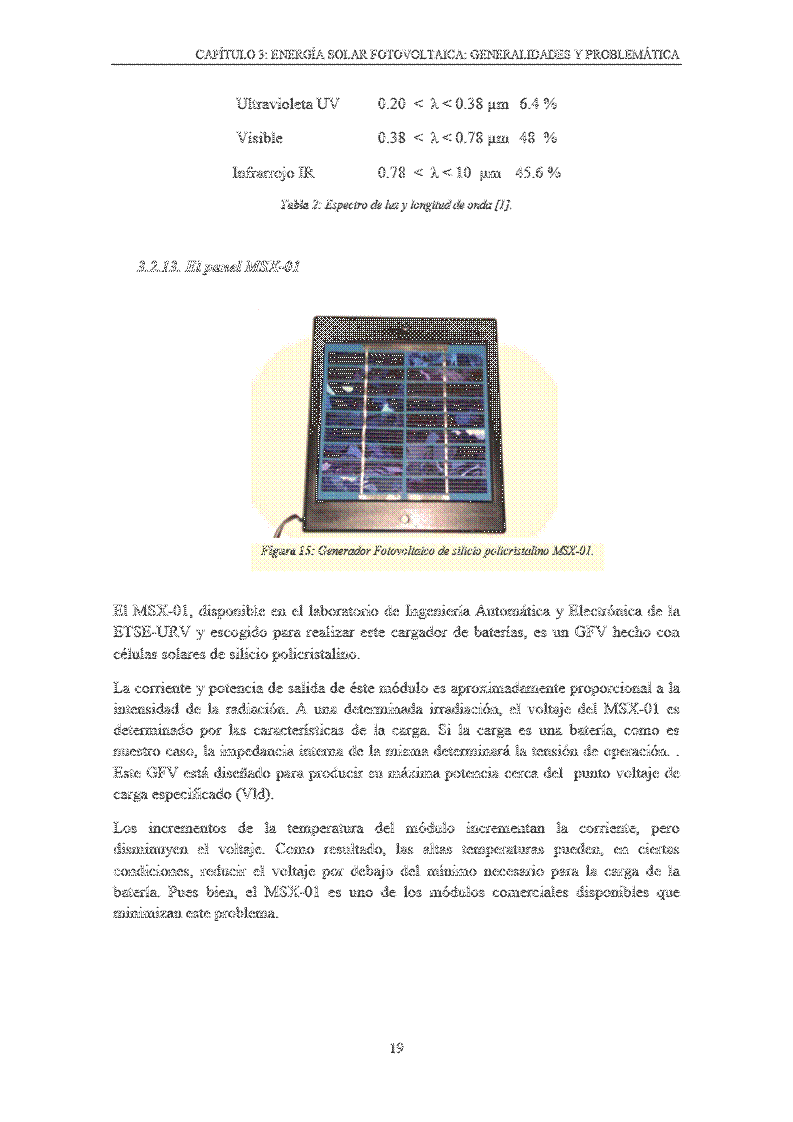 CAPÍTULO 3: ENERGÍA SOLAR FOTOVOLTAICA: GENERALIDADES Y PROBLEMÁTICA
Ultravioleta UV 0.20 < λ < 0.38 μm 6.4 %
Visible 0.38 < λ < 0.78 μm 48 %
Infrarrojo IR 0.78 < λ < 10 μm 45.6 %
Tabla 2: Espectro de luz y longitud de onda [1].
3.2.13. El panel MSX-01
Figura 15: Generador Fotovoltaico de silicio policristalino MSX-01.
El MSX-01, disponible en el laboratorio de Ingeniería Automática y Electrónica de la
ETSE-URV y escogido para realizar este cargador de baterías, es un GFV hecho con
células solares de silicio policristalino.
La corriente y potencia de salida de éste módulo es aproximadamente proporcional a la
intensidad de la radiación. A una determinada irradiación, el voltaje del MSX-01 es
determinado por las características de la carga. Si la carga es una batería, como es
nuestro caso, la impedancia interna de la misma determinará la tensión de operación. .
Este GFV está diseñado para producir su máxima potencia cerca del punto voltaje de
carga especificado (Vld).
Los incrementos de la temperatura del módulo incrementan la corriente, pero
disminuyen el voltaje. Como resultado, las altas temperaturas pueden, en ciertas
condiciones, reducir el voltaje por debajo del mínimo necesario para la carga de la
batería. Pues bien, el MSX-01 es uno de los módulos comerciales disponibles que
minimizan este problema.
19